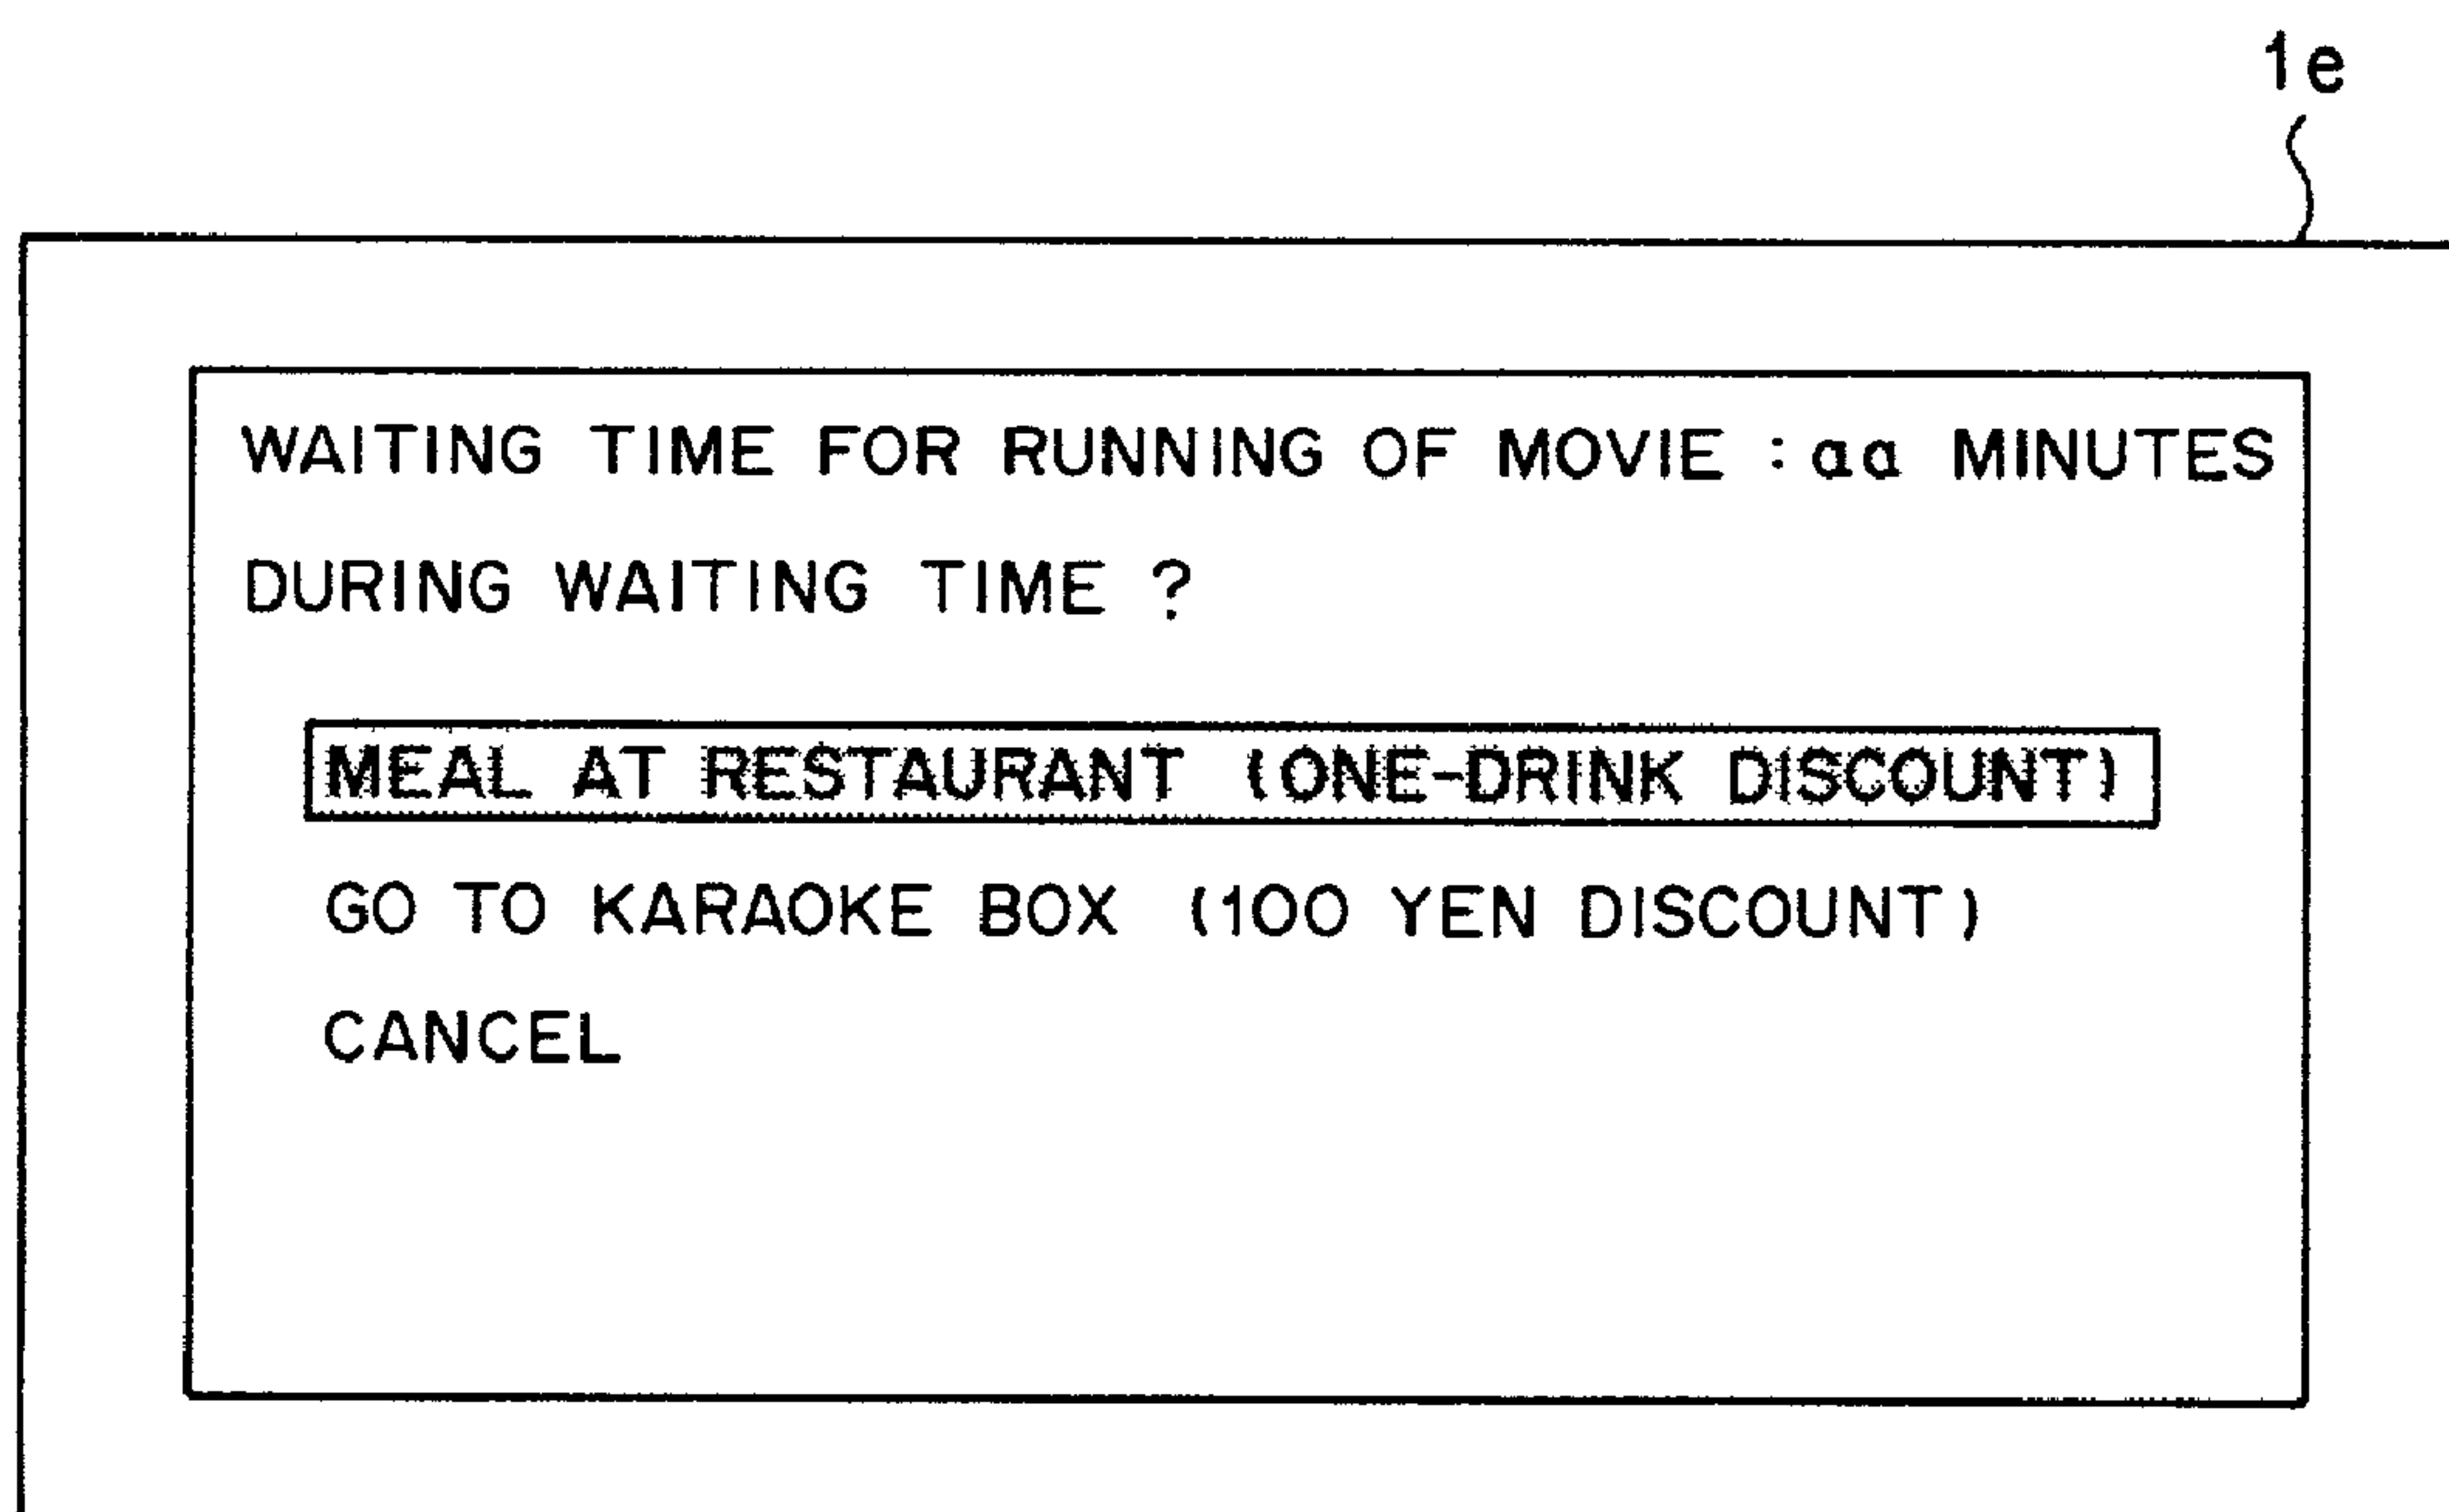 1e
WAITING TIME FOR RUNNING OF MOVIE : aa MINUTES
DURING WAITING TIME ?
MEAL AT RESTAURANT (ONE-DRINK DISCOUNT)
GO TO KARAOKE BOX (100 YEN DISCOUNT)
CANCEL